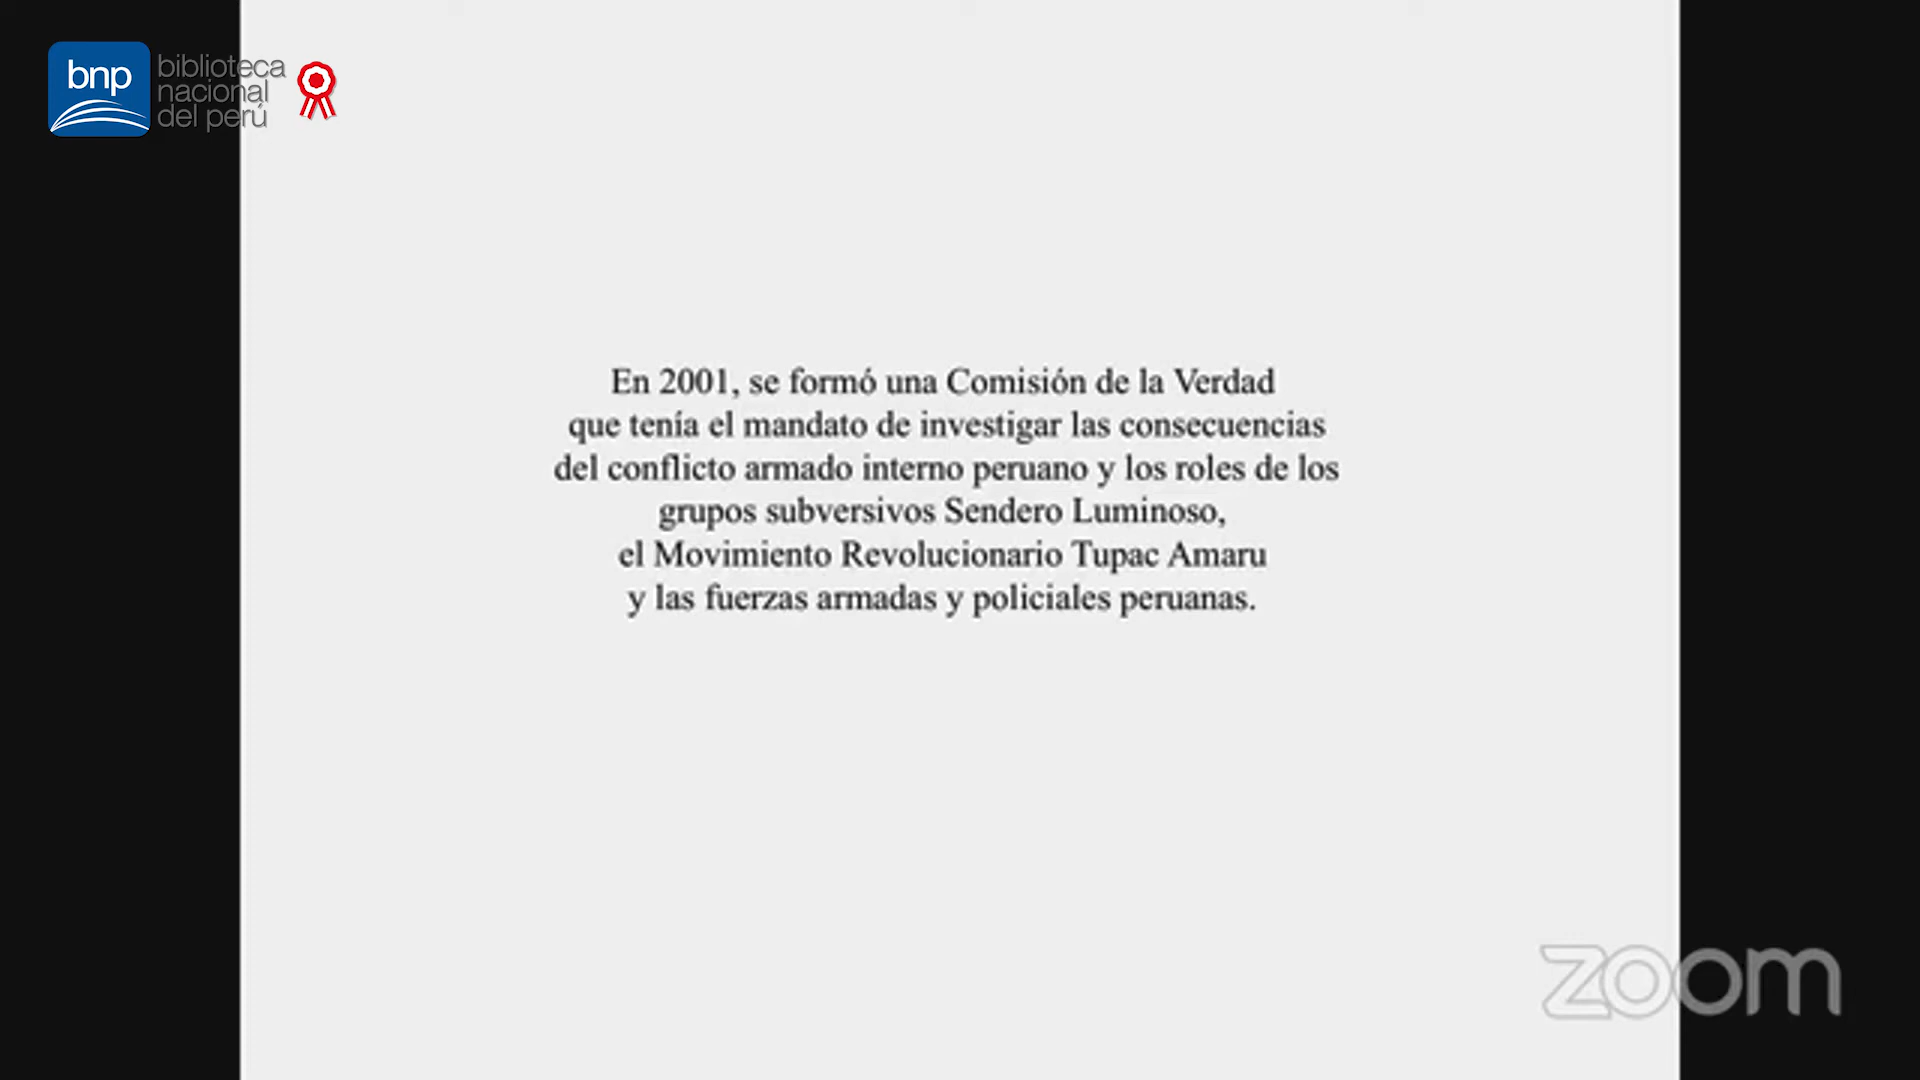 bnp
biblioteca
nacional
del perú
En 2001, se formó una Comisión de la Verdad
que tenía el mandato de investigar las consecuencias
del conflicto armado interno peruano y los roles de los
grupos subversivos Sendero Luminoso,
el Movimiento Revolucionario Tupac Amaru
y las fuerzas armadas y policiales peruanas.
zoom